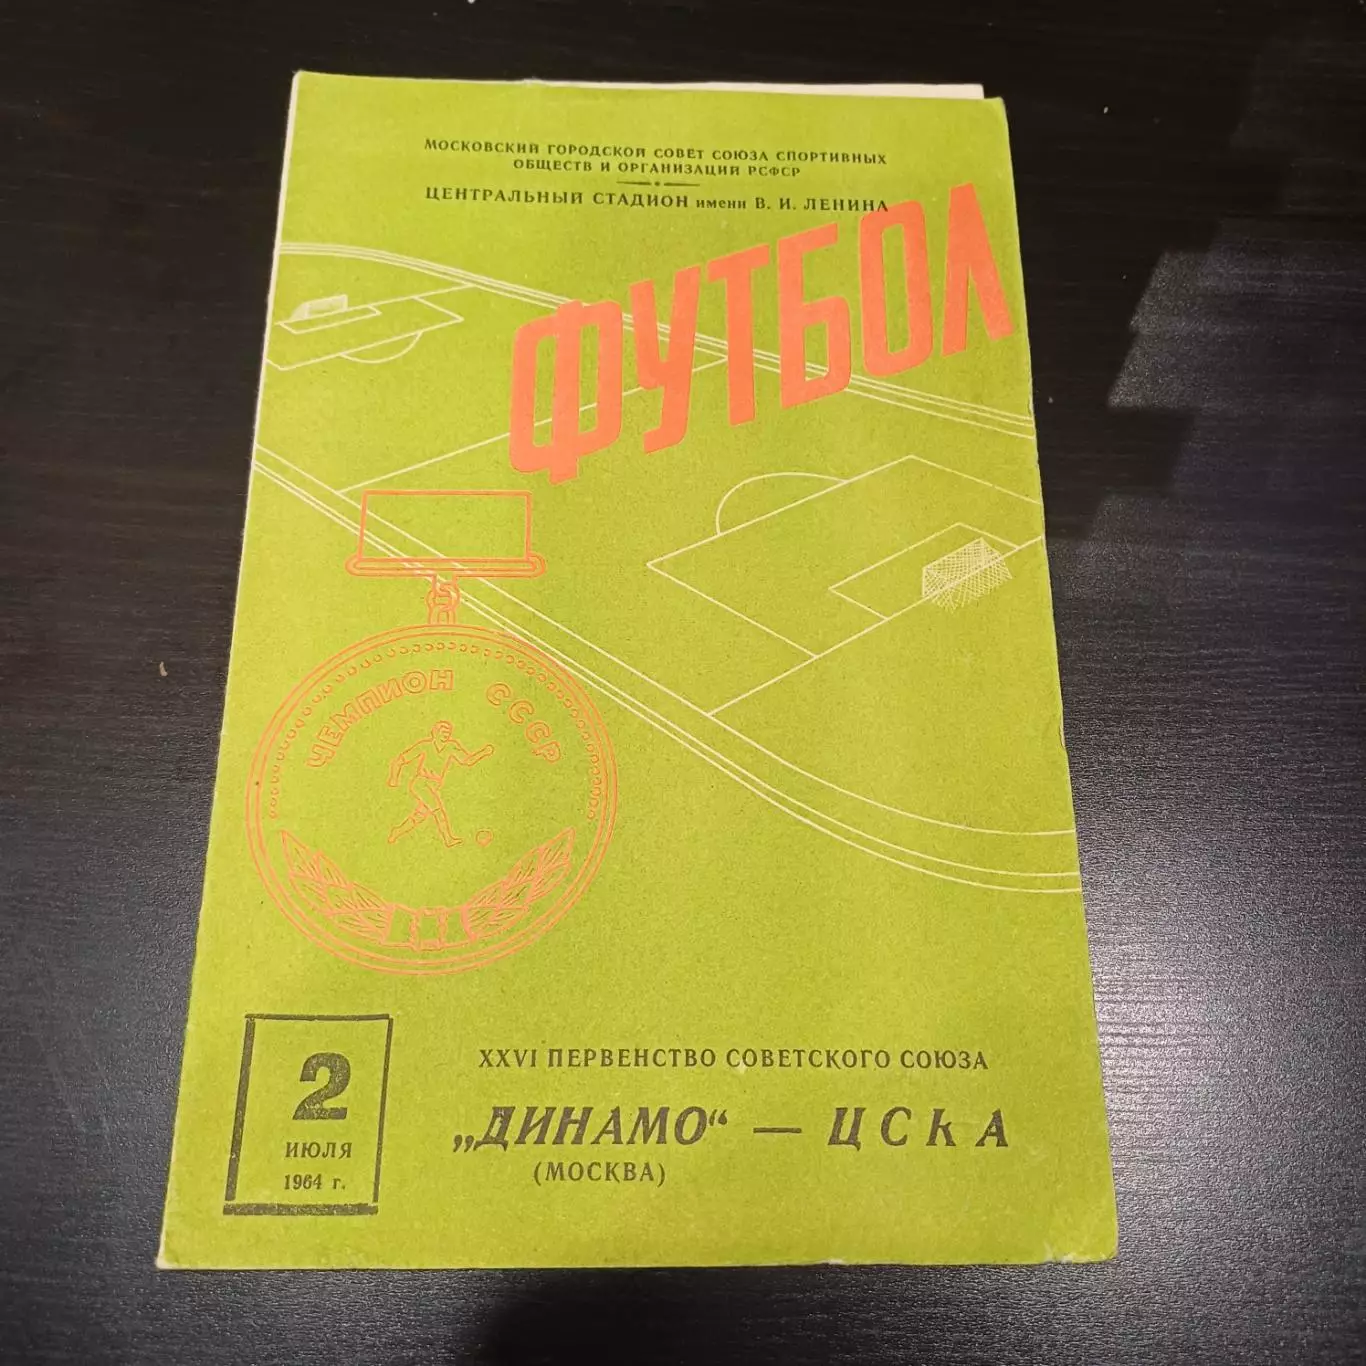 МОСКОВСКИЙ ГОРОДСКОЙ СОВЕТ СОЮЗА СПОРТИВНЫХ
ОБЩЕСТВ И ОРГАНИЗАЦИЙ РСФСР
ЦЕНТРАЛЬНЫЙ СТАДИОН имени В. И. ЛЕНИНА
ФУТБОЛ
ЧЕМПИОН СССР
2
ИЮЛЯ
1964 г.
XXVI ПЕРВЕНСТВО СОВЕТСКОГО СОЮЗА
„ДИНАМО“ — ЦСКА
(МОСКВА)